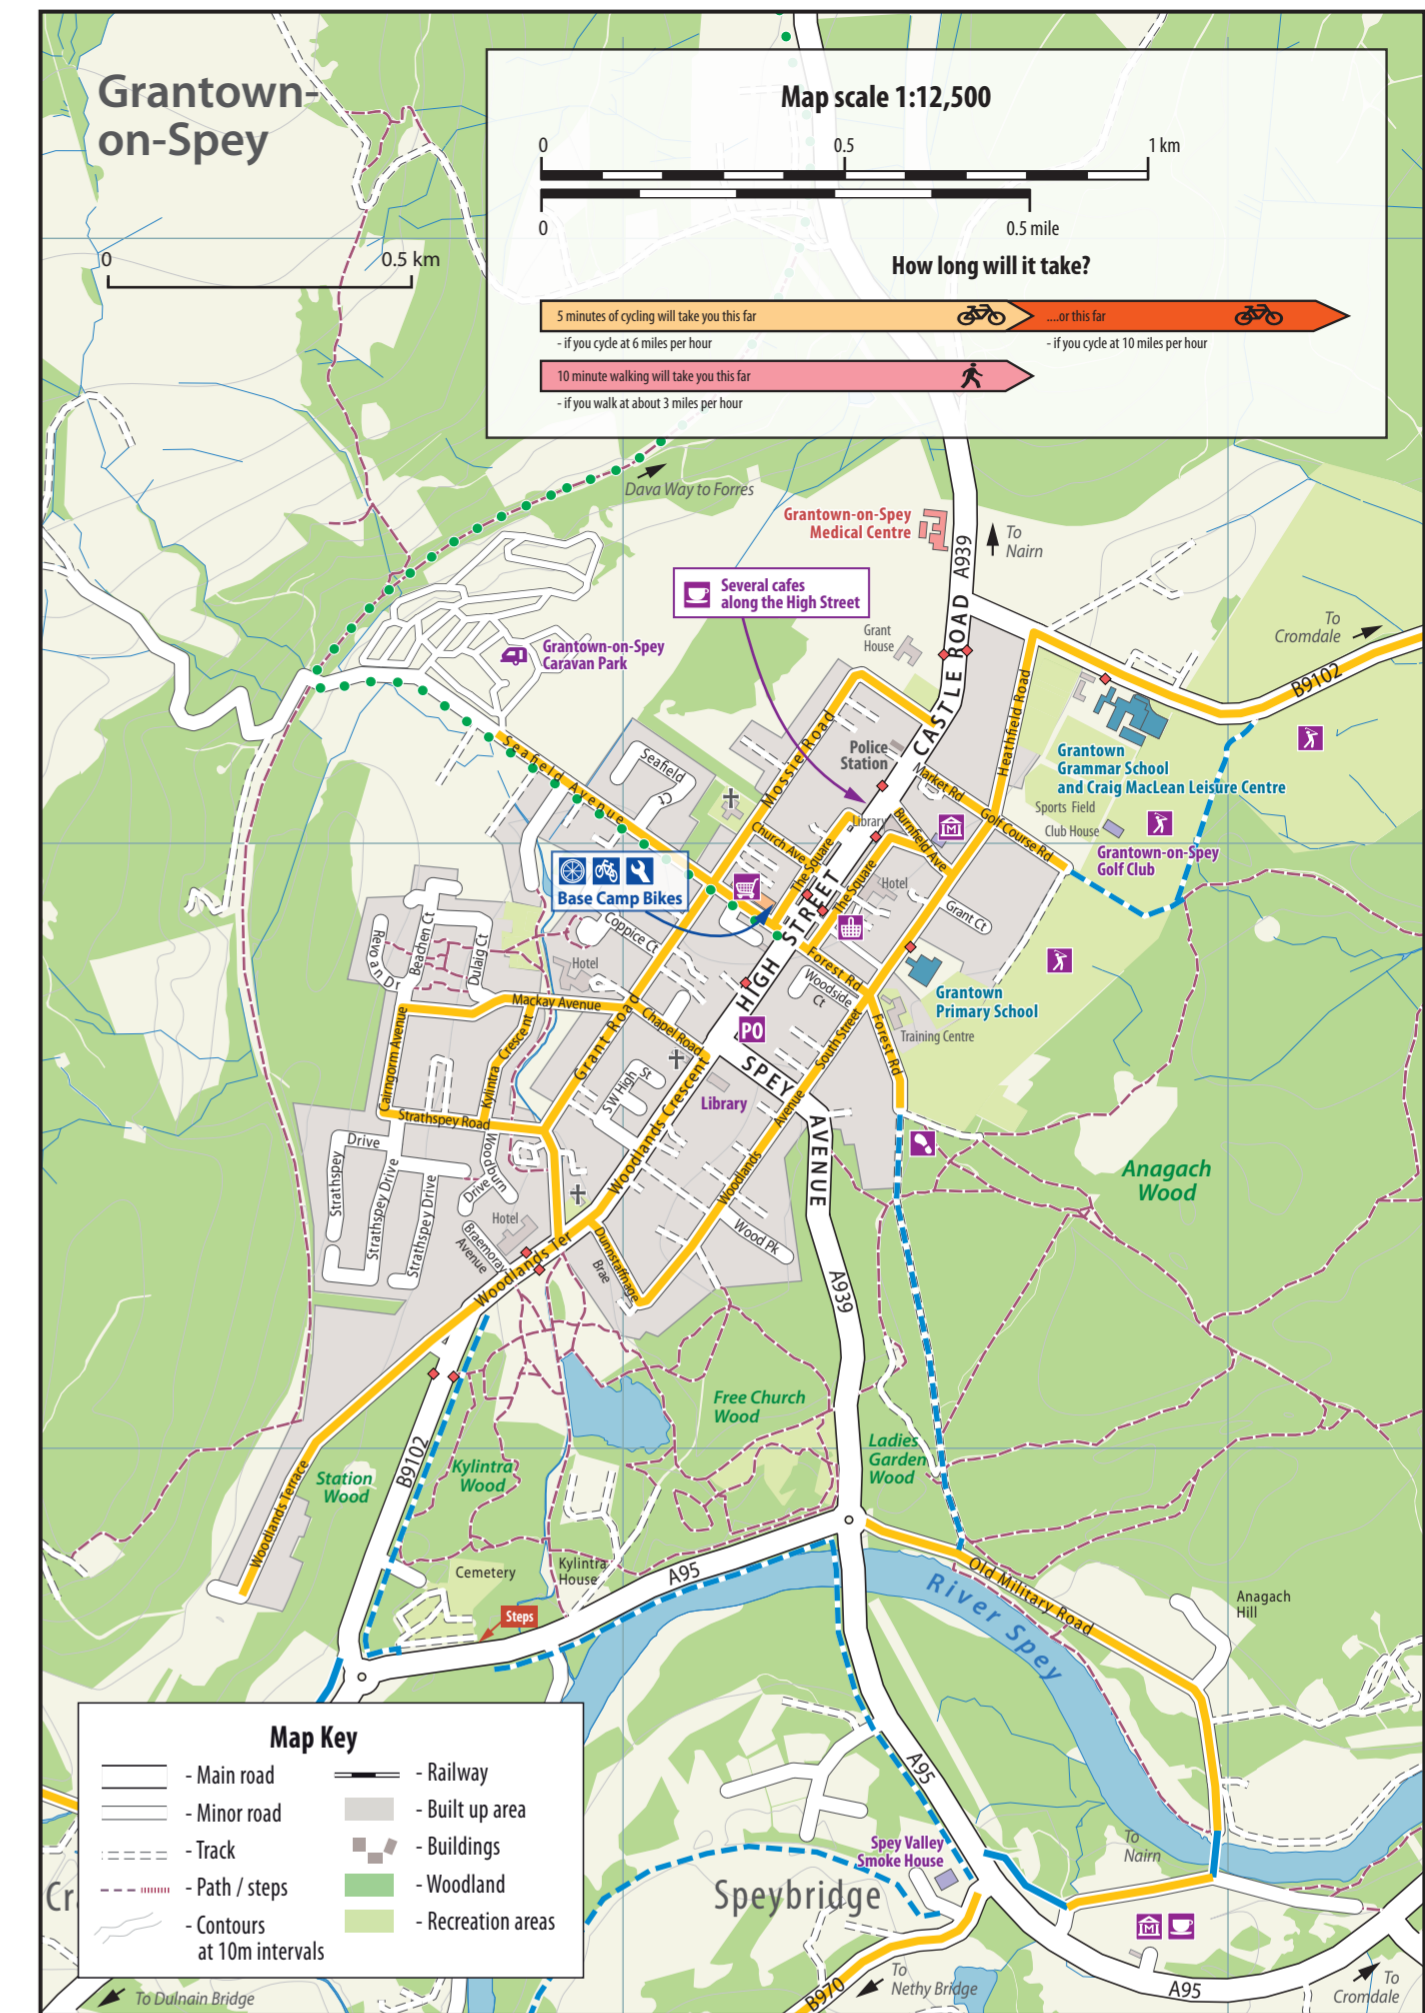 Grantown-
on-Spey
0 0.5 km
Map scale 1:12,500
0 0.5 1 km
0 0.5 mile
How long will it take?
5 minutes of cycling will take you this far
....or this far
- if you cycle at 6 miles per hour
- if you cycle at 10 miles per hour
10 minute walking will take you this far
- if you walk at about 3 miles per hour
Dava Way to Forres
Grantown-on-Spey
Medical Centre
A939
To
Nairn
Several cafes
along the High Street
Grant
House
CASTLE ROAD
To
Cromdale
B9102
Grantown-on-Spey
Caravan Park
Heathfield Road
Mossie Road
Police
Station
Seafield Avenue
Seafield
Ct
Market Rd
Grantown
Grammar School
and Craig MacLean Leisure Centre
Sports Field
Club House
Golf Course Rd
Grantown-on-Spey
Golf Club
Library
Burnfield Ave
Church Ave
The Square
The Square
Hotel
Grant Ct
Base Camp Bikes
Coppice Ct
HIGH STREET
Forest Rd
Woodside
Ct
Grantown
Primary School
Training Centre
Revoan Dr
Beachen Ct
Dulaig Ct
Hotel
Mackay Avenue
Chapel Road
PO
South Street
Forest Rd
Cairngorm Avenue
Kylintra Crescent
Grant Road
SW High
St
SPEY AVENUE
Library
Strathspey Road
Woodlands Crescent
Woodlands Avenue
Anagach
Wood
Drive
Strathspey
Strathspey Drive
Strathspey Drive
Woodburn
Drive
Hotel
Braemoray
Avenue
Wood Pk
Woodlands Ter
Dunnstaffnage
Brae
A939
Free Church
Wood
Ladies
Garden
Wood
B9102
Station
Wood
Kylintra
Wood
Woodlands Terrace
Cemetery
Kylintra
House
A95
Steps
Old Military Road
River Spey
Anagach
Hill
Map Key
- Main road
- Minor road
- Track
- Path / steps
- Contours
at 10m intervals
- Railway
- Built up area
- Buildings
- Woodland
- Recreation areas
A95
Spey Valley
Smoke House
To
Nairn
Speybridge
To
Nethy Bridge
B970
A95
To
Cromdale
To Dulnain Bridge